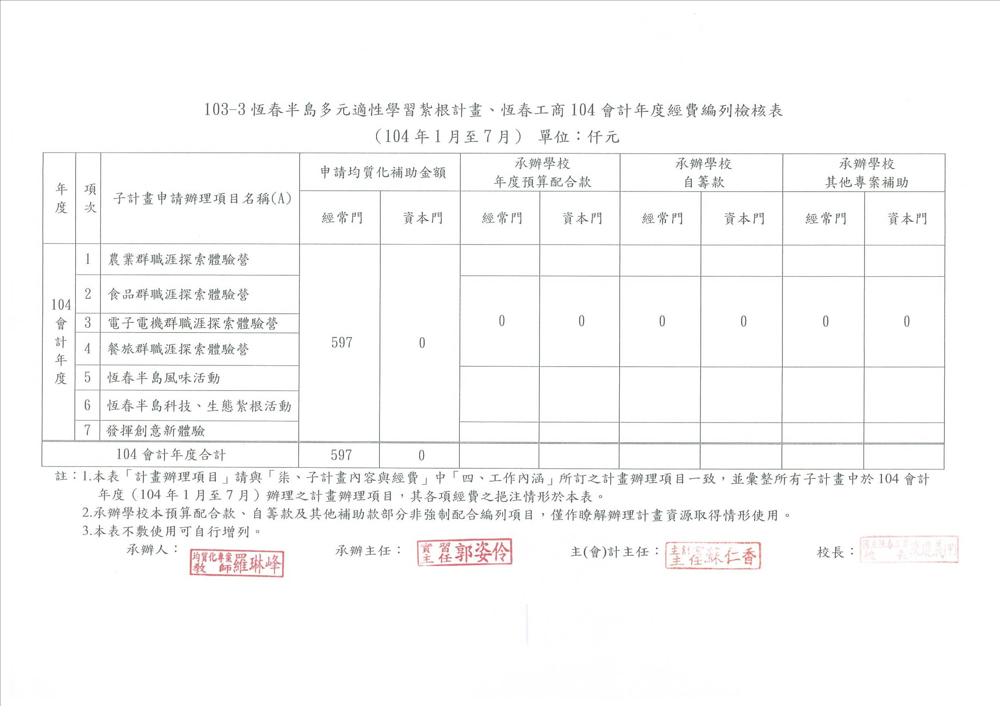 103-3 恆春半島多元適性學習紮根計畫、恆春工商 104 會計年度經費編列檢核表
（104 年 1 月至 7 月） 單位：仟元
年度 項次 子計畫申請辦理項目名稱(A) 申請均質化補助金額 承辦學校年度預算配合款 承辦學校自籌款 承辦學校其他專案補助
經常門 資本門 經常門 資本門 經常門 資本門 經常門 資本門
104會計年度
1 農業群職涯探索體驗營
2 食品群職涯探索體驗營
3 電子電機群職涯探索體驗營
4 餐旅群職涯探索體驗營
5 恆春半島風味活動
6 恆春半島科技、生態紮根活動
7 發揮創意新體驗
597 0 0 0 0 0 0 0
104 會計年度合計 597 0
註：1.本表「計畫辦理項目」請與「柒、子計畫內容與經費」中「四、工作內涵」所訂之計畫辦理項目一致，並彙整所有子計畫中於 104 會計
年度（104 年 1 月至 7 月）辦理之計畫辦理項目，其各項經費之挹注情形於本表。
2.承辦學校本預算配合款、自籌款及其他補助款部分非強制配合編列項目，僅作瞭解辦理計畫資源取得情形使用。
3.本表不敷使用可自行增列。
承辦人： 均質化專案教師 羅琳峰 承辦主任： 實習主任 郭姿伶 主(會)計主任： 主計室主任 蘇仁香 校長： 國立恆春工商校長 陳琨義(甲)